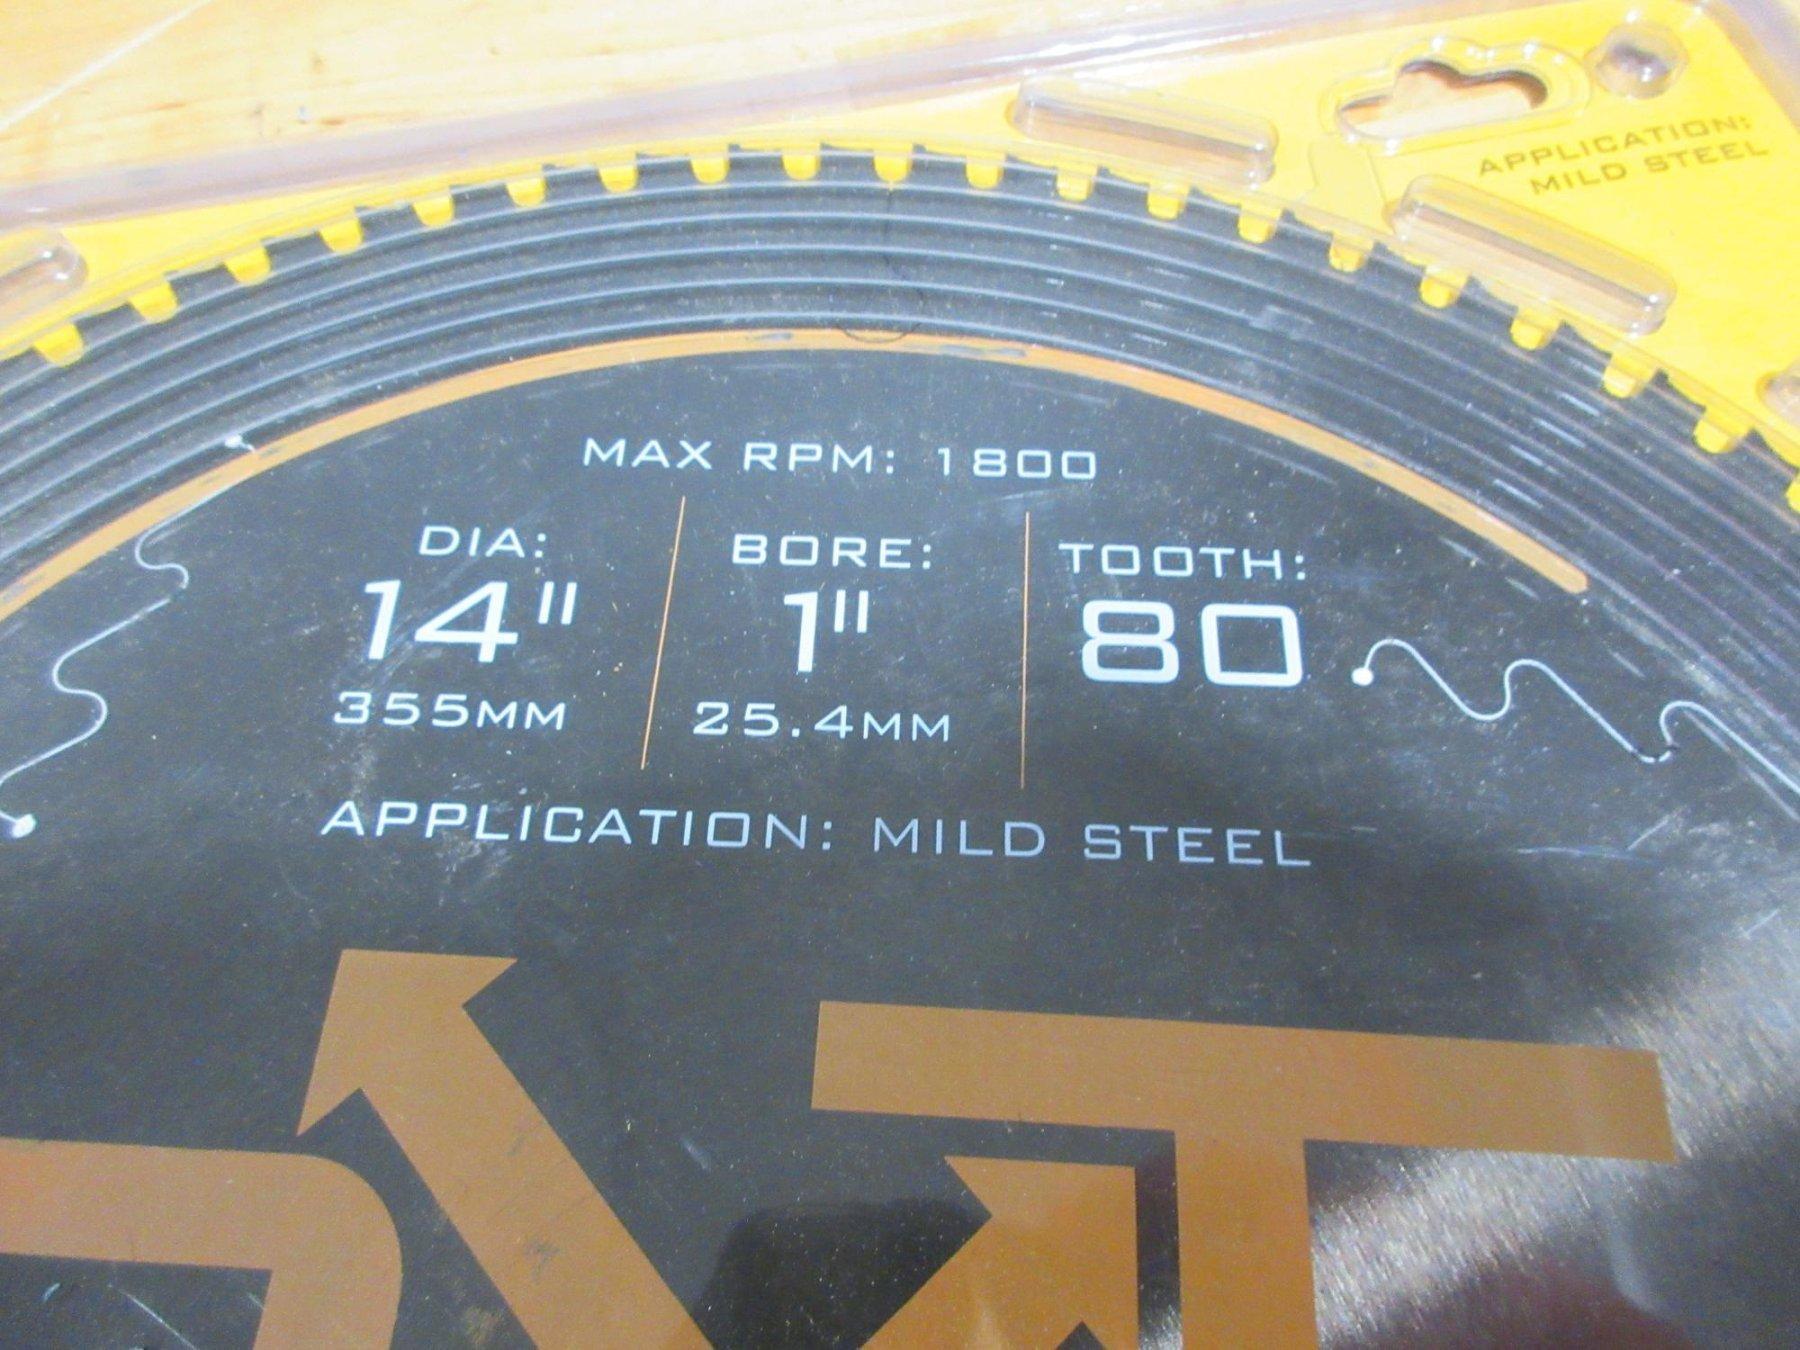 APPLICATION:
MILD STEEL
MAX RPM: 1800
DIA:
14"
355MM
BORE:
1"
25.4MM
TOOTH:
80
APPLICATION: MILD STEEL